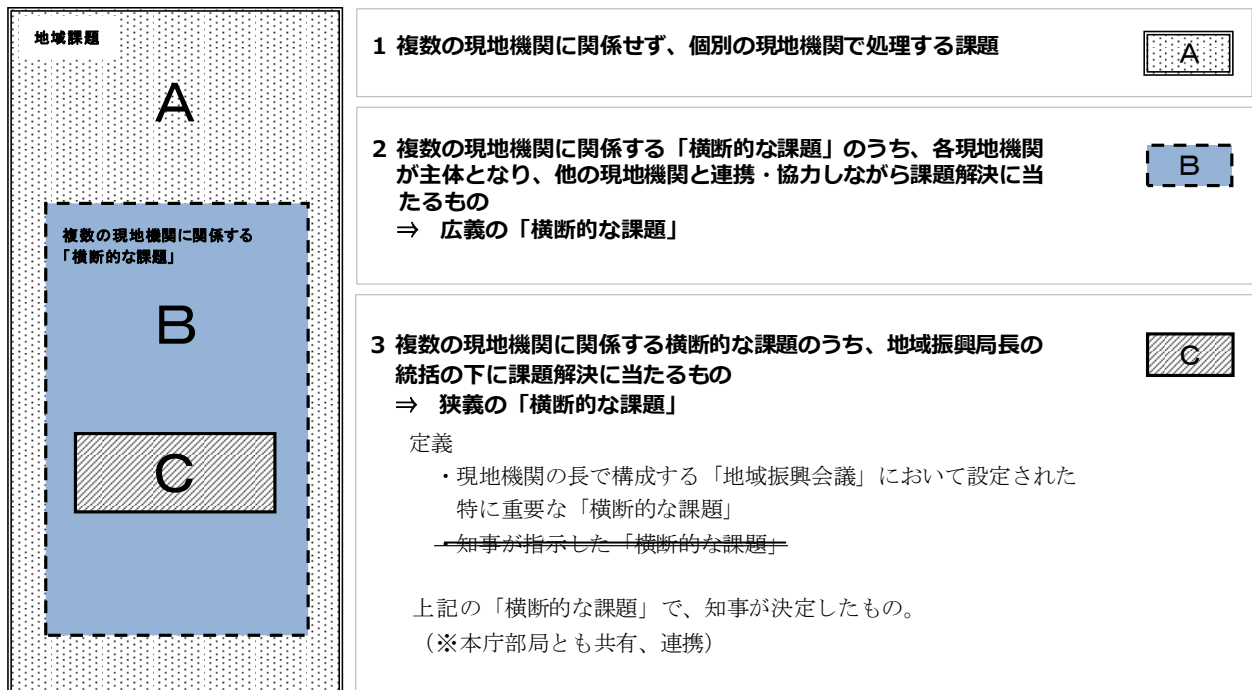 地域課題
A
複数の現地機関に関係する
「横断的な課題」
B
C
1 複数の現地機関に関係せず、個別の現地機関で処理する課題
A
2 複数の現地機関に関係する「横断的な課題」のうち、各現地機関
が主体となり、他の現地機関と連携・協力しながら課題解決に当
たるもの
⇒ 広義の「横断的な課題」
B
3 複数の現地機関に関係する横断的な課題のうち、地域振興局長の
統括の下に課題解決に当たるもの
⇒ 狭義の「横断的な課題」
C
定義
・現地機関の長で構成する「地域振興会議」において設定された
特に重要な「横断的な課題」
・知事が指示した「横断的な課題」
上記の「横断的な課題」で、知事が決定したもの。
（※本庁部局とも共有、連携）